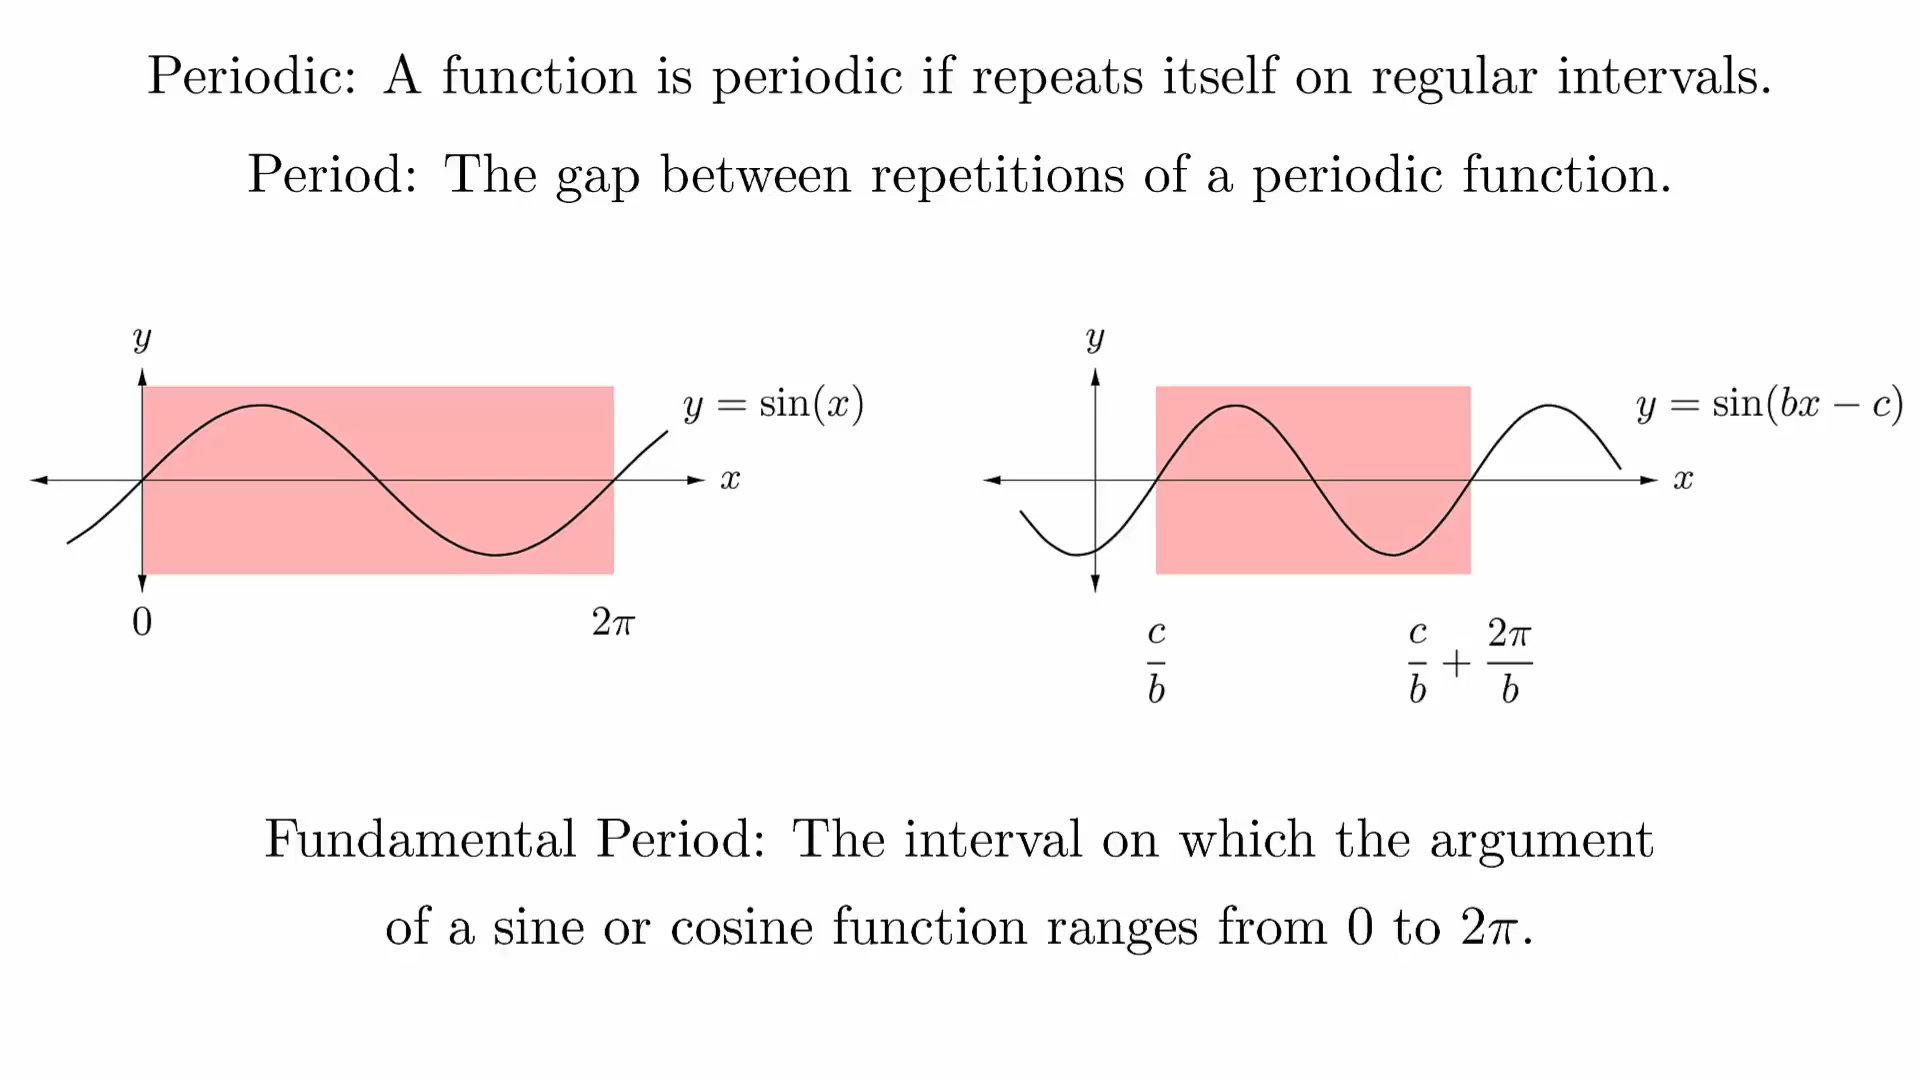 Periodic: A function is periodic if repeats itself on regular intervals.
Period: The gap between repetitions of a periodic function.
y
y = sin(x)
x
0
2π
y
y = sin(bx − c)
x
c/b
c/b + 2π/b
Fundamental Period: The interval on which the argument
of a sine or cosine function ranges from 0 to 2π.